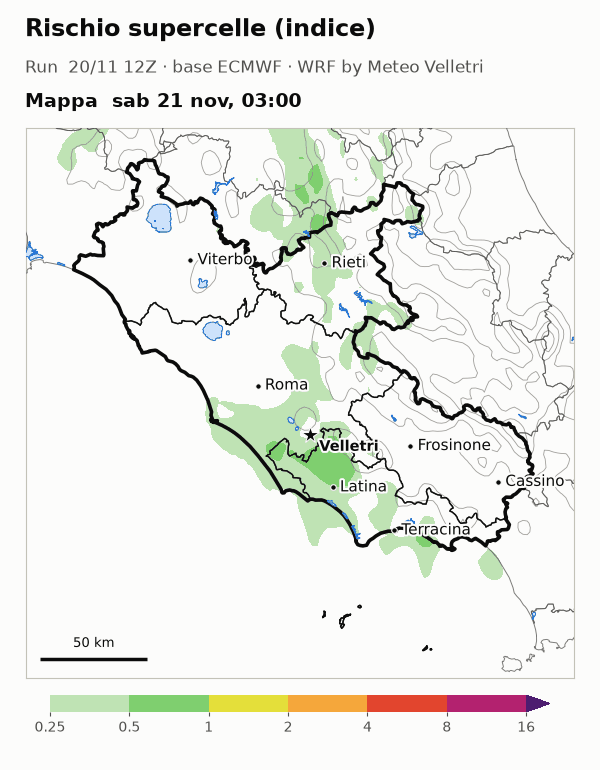 Rischio supercelle (indice)
Run  20/11 12Z · base ECMWF · WRF by Meteo Velletri
Mappa  sab 21 nov, 03:00
Viterbo
Rieti
Roma
Velletri
Frosinone
Latina
Cassino
Terracina
50 km
0.25 0.5 1 2 4 8 16